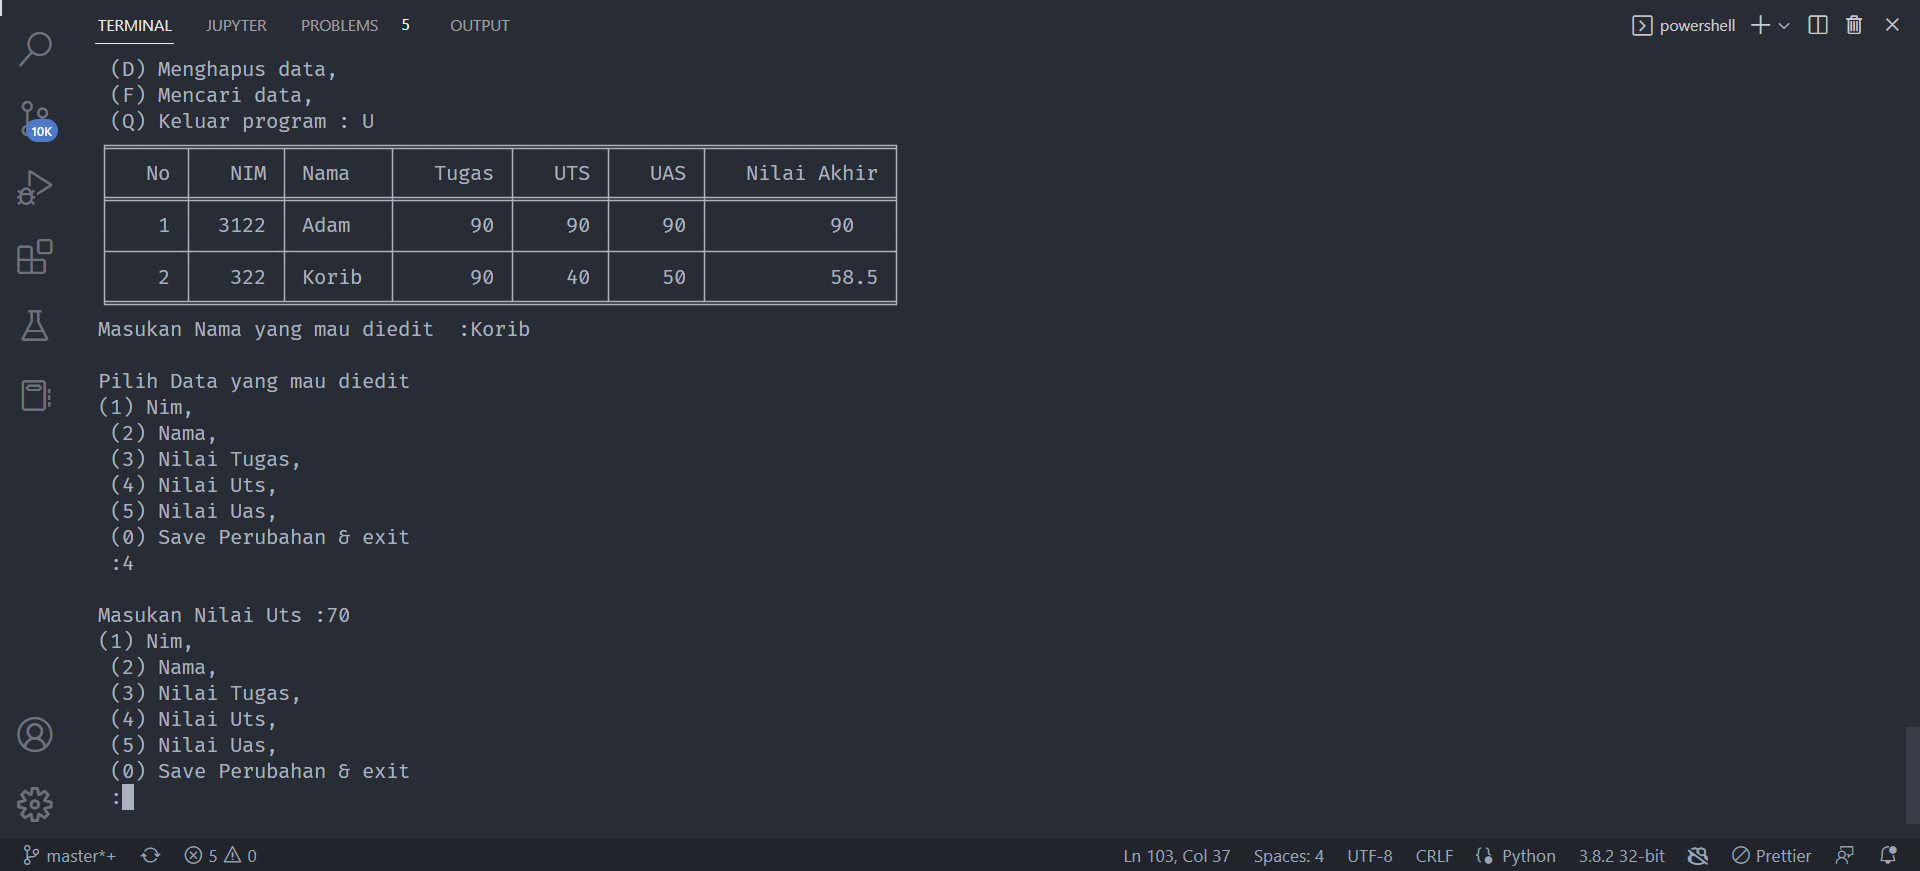 TERMINAL JUPYTER PROBLEMS 5 OUTPUT powershell
(D) Menghapus data,
(F) Mencari data,
(Q) Keluar program : U
No NIM Nama Tugas UTS UAS Nilai Akhir
1 3122 Adam 90 90 90 90
2 322 Korib 90 40 50 58.5
Masukan Nama yang mau diedit  :Korib
Pilih Data yang mau diedit
(1) Nim,
(2) Nama,
(3) Nilai Tugas,
(4) Nilai Uts,
(5) Nilai Uas,
(0) Save Perubahan & exit
:4
Masukan Nilai Uts :70
(1) Nim,
(2) Nama,
(3) Nilai Tugas,
(4) Nilai Uts,
(5) Nilai Uas,
(0) Save Perubahan & exit
:
10K
master*+ 5 0 Ln 103, Col 37 Spaces: 4 UTF-8 CRLF Python 3.8.2 32-bit Prettier